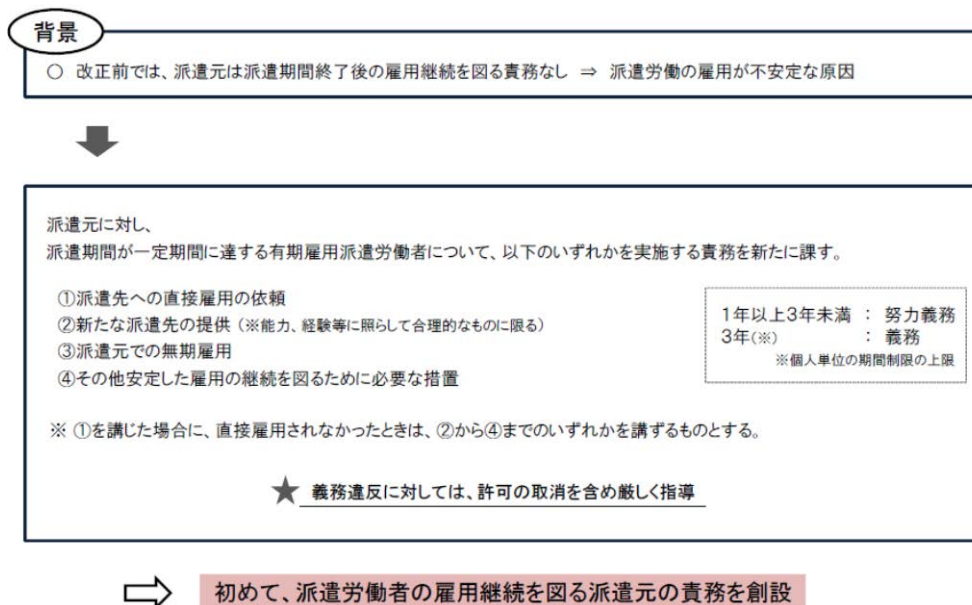 背景
○ 改正前では、派遣元は派遣期間終了後の雇用継続を図る責務なし ⇒ 派遣労働の雇用が不安定な原因
派遣元に対し、
派遣期間が一定期間に達する有期雇用派遣労働者について、以下のいずれかを実施する責務を新たに課す。
①派遣先への直接雇用の依頼
②新たな派遣先の提供（※能力、経験等に照らして合理的なものに限る）
③派遣元での無期雇用
④その他安定した雇用の継続を図るために必要な措置
1年以上3年未満 ： 努力義務
3年(※) ： 義務
※個人単位の期間制限の上限
※ ①を講じた場合に、直接雇用されなかったときは、②から④までのいずれかを講ずるものとする。
★ 義務違反に対しては、許可の取消を含め厳しく指導
初めて、派遣労働者の雇用継続を図る派遣元の責務を創設